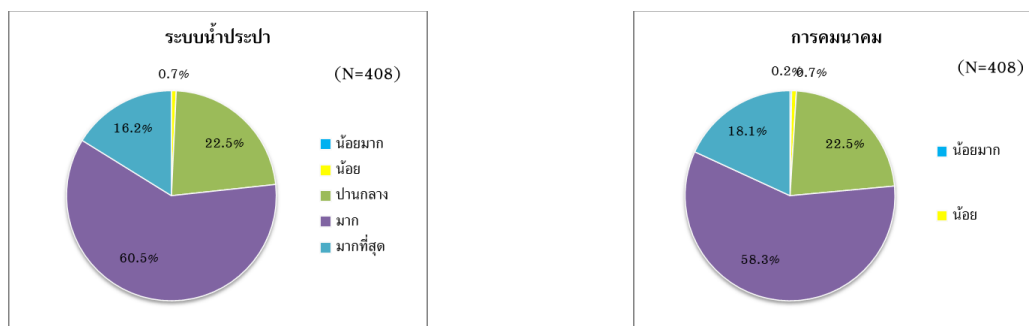 ระบบน้ำประปา
(N=408)
0.7%
22.5%
60.5%
16.2%
น้อยมาก
น้อย
ปานกลาง
มาก
มากที่สุด
การคมนาคม
(N=408)
0.2%
0.7%
22.5%
58.3%
18.1%
น้อยมาก
น้อย